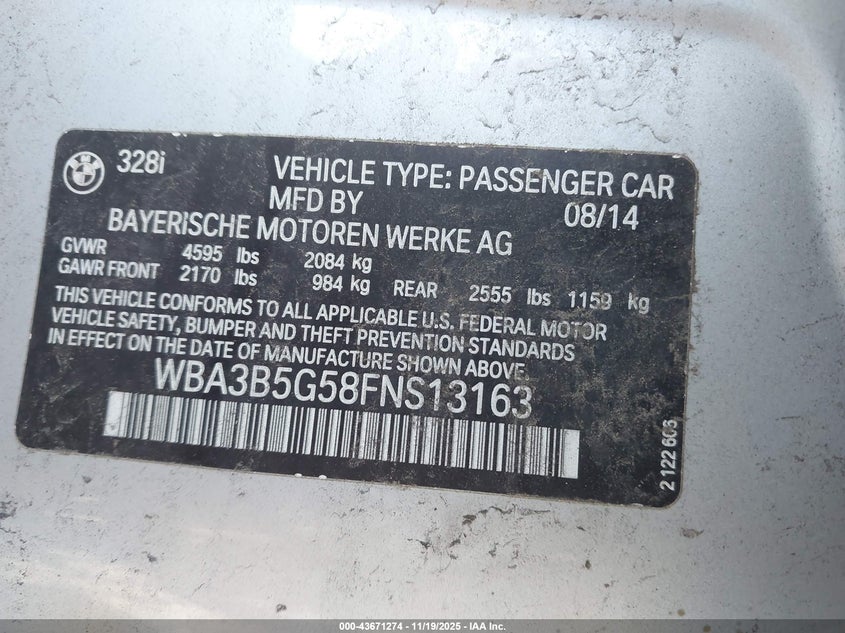 328i
VEHICLE TYPE: PASSENGER CAR
MFD BY 08/14
BAYERISCHE MOTOREN WERKE AG
GVWR 4595 lbs 2084 kg
GAWR FRONT 2170 lbs 984 kg REAR 2555 lbs 1159 kg
THIS VEHICLE CONFORMS TO ALL APPLICABLE U.S. FEDERAL MOTOR
VEHICLE SAFETY, BUMPER AND THEFT PREVENTION STANDARDS
IN EFFECT ON THE DATE OF MANUFACTURE SHOWN ABOVE.
WBA3B5G58FNS13163
2 122 603
000-43671274 - 11/19/2025 - IAA Inc.